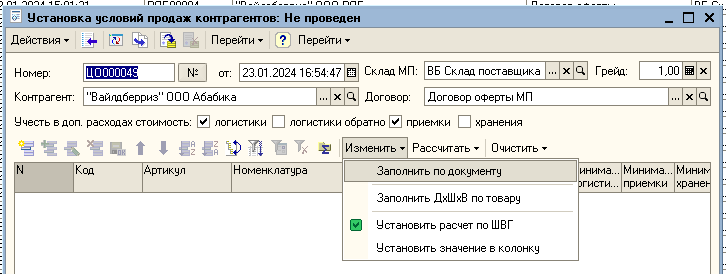 Установка условий продаж контрагентов: Не проведен
Действия Перейти Перейти
Номер: ЦО000049 № от: 23.01.2024 16:54:47 Склад МП: ВБ Склад поставщика ... x Грейд: 1,00 x
Контрагент: "Вайлдберриз" ООО Абабика ... x Договор: Договор оферты МП ... x
Учесть в доп. расходах стоимость: логистики логистики обратно приемки хранения
Изменить Рассчитать Очистить
N Код Артикул Номенклатура Минима... Минима... Миним
логисти... приемки хранен
Заполнить по документу
Заполнить ДхШхВ по товару
Установить расчет по ШВГ
Установить значение в колонку